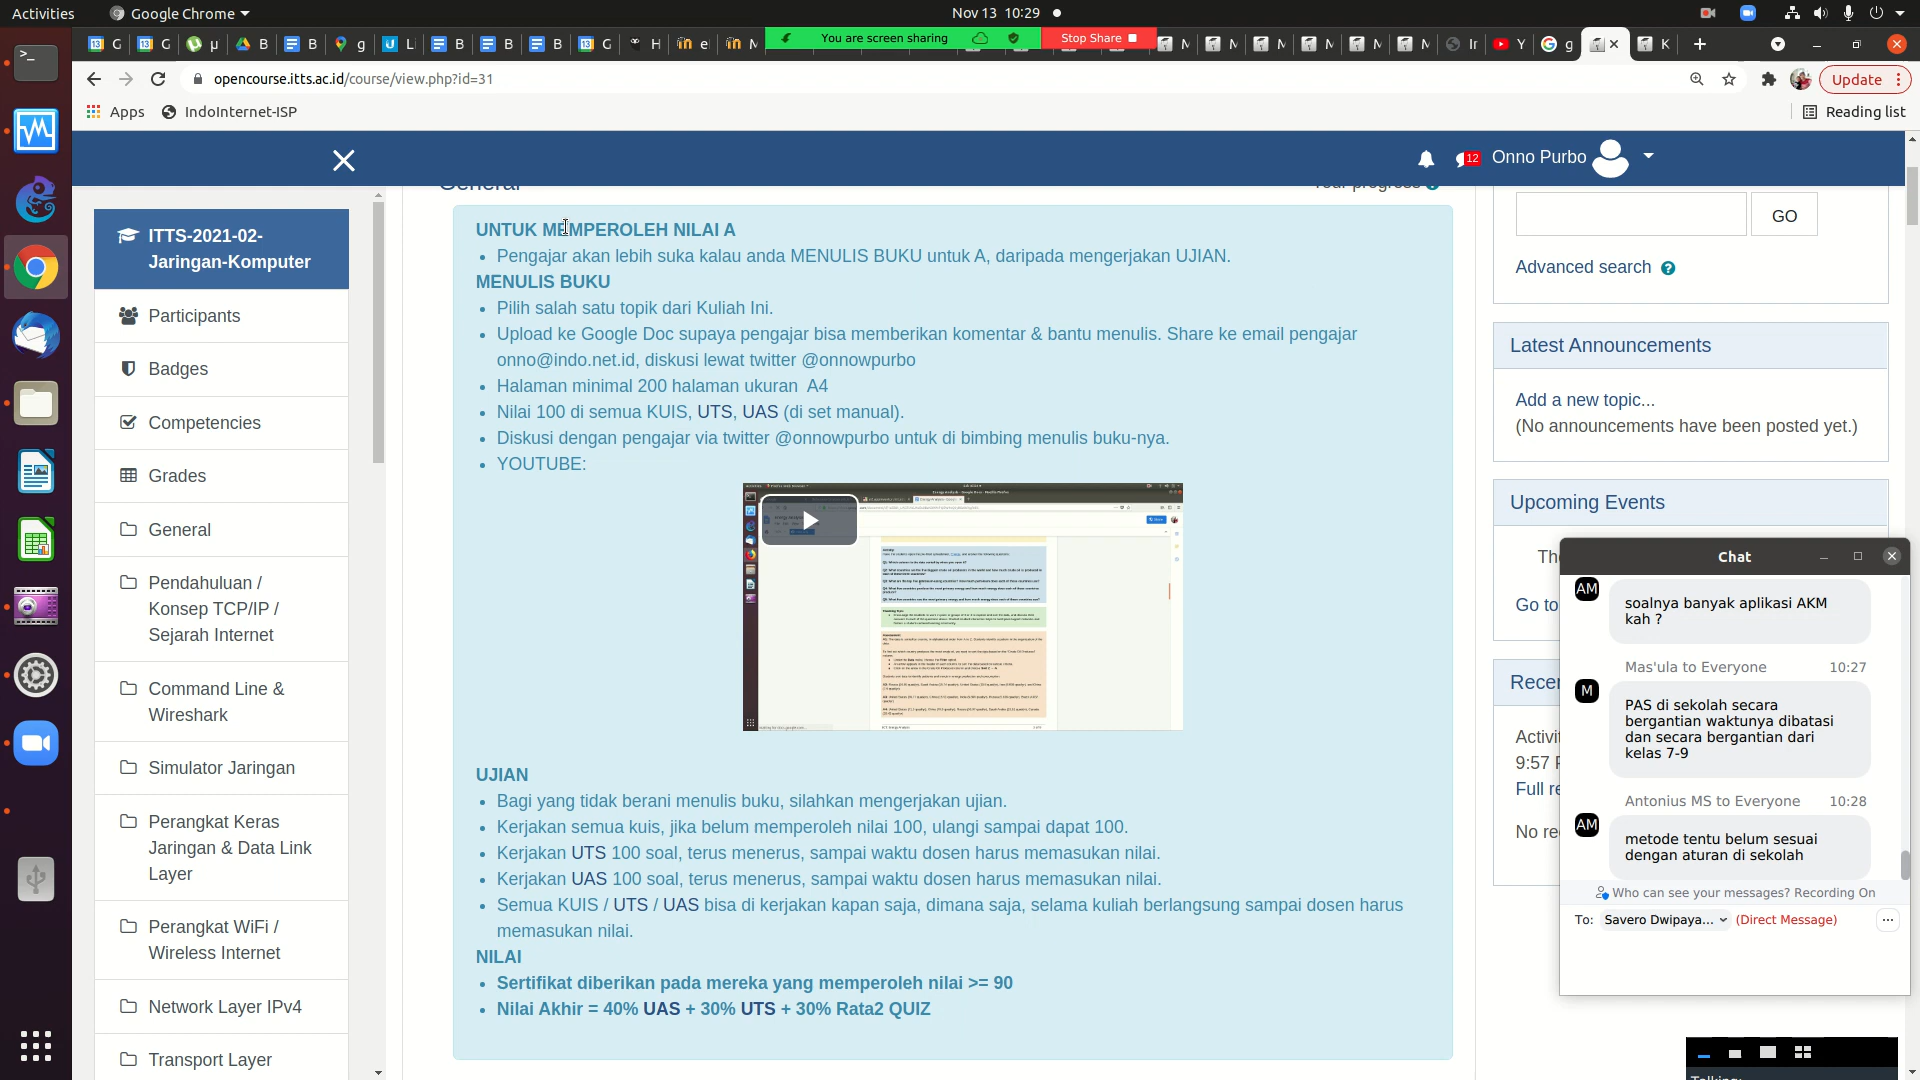 Activities
Google Chrome
Nov 13 10:29
You are screen sharing
Stop Share
opencourse.itts.ac.id/course/view.php?id=31
Update
Apps
IndoInternet-ISP
Reading list
12
Onno Purbo
ITTS-2021-02-
Jaringan-Komputer
Participants
Badges
Competencies
Grades
General
Pendahuluan /
Konsep TCP/IP /
Sejarah Internet
Command Line &
Wireshark
Simulator Jaringan
Perangkat Keras
Jaringan & Data Link
Layer
Perangkat WiFi /
Wireless Internet
Network Layer IPv4
Transport Layer
General
Your progress
UNTUK MEMPEROLEH NILAI A
• Pengajar akan lebih suka kalau anda MENULIS BUKU untuk A, daripada mengerjakan UJIAN.
MENULIS BUKU
• Pilih salah satu topik dari Kuliah Ini.
• Upload ke Google Doc supaya pengajar bisa memberikan komentar & bantu menulis. Share ke email pengajar
onno@indo.net.id, diskusi lewat twitter @onnowpurbo
• Halaman minimal 200 halaman ukuran A4
• Nilai 100 di semua KUIS, UTS, UAS (di set manual).
• Diskusi dengan pengajar via twitter @onnowpurbo untuk di bimbing menulis buku-nya.
• YOUTUBE:
UJIAN
• Bagi yang tidak berani menulis buku, silahkan mengerjakan ujian.
• Kerjakan semua kuis, jika belum memperoleh nilai 100, ulangi sampai dapat 100.
• Kerjakan UTS 100 soal, terus menerus, sampai waktu dosen harus memasukan nilai.
• Kerjakan UAS 100 soal, terus menerus, sampai waktu dosen harus memasukan nilai.
• Semua KUIS / UTS / UAS bisa di kerjakan kapan saja, dimana saja, selama kuliah berlangsung sampai dosen harus
memasukan nilai.
NILAI
• Sertifikat diberikan pada mereka yang memperoleh nilai >= 90
• Nilai Akhir = 40% UAS + 30% UTS + 30% Rata2 QUIZ
GO
Advanced search
Latest Announcements
Add a new topic...
(No announcements have been posted yet.)
Upcoming Events
Go to
9:57
Chat
AM
soalnya banyak aplikasi AKM
kah ?
Mas'ula to Everyone 10:27
M
PAS di sekolah secara
bergantian waktunya dibatasi
dan secara bergantian dari
kelas 7-9
Antonius MS to Everyone 10:28
AM
metode tentu belum sesuai
dengan aturan di sekolah
Who can see your messages? Recording On
To: Savero Dwipaya... (Direct Message)